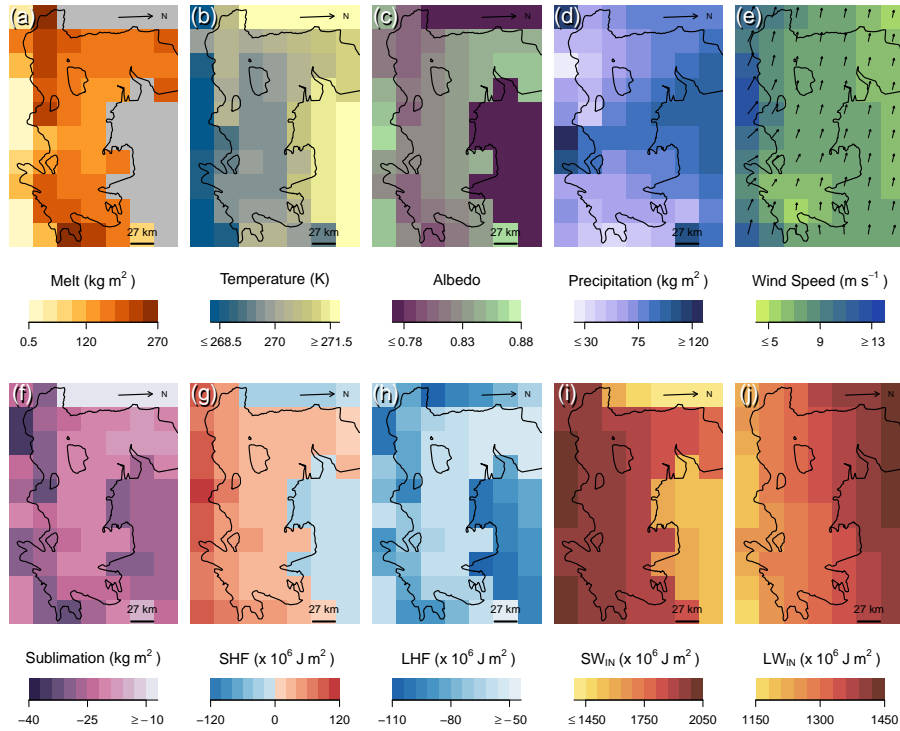 (a) N (b) N (c) N (d) N (e) N
27 km 27 km 27 km 27 km 27 km
Melt (kg m²) Temperature (K) Albedo Precipitation (kg m²) Wind Speed (m s⁻¹)
0.5 120 270 ≤268.5 270 ≥271.5 ≤0.78 0.83 0.88 ≤30 75 ≥120 ≤5 9 ≥13
(f) N (g) N (h) N (i) N (j) N
27 km 27 km 27 km 27 km 27 km
Sublimation (kg m²) SHF (x 10⁶ J m²) LHF (x 10⁶ J m²) SW_IN (x 10⁶ J m²) LW_IN (x 10⁶ J m²)
−40 −25 ≥−10 −120 0 120 −110 −80 ≥−50 ≤1450 1750 2050 1150 1300 1450